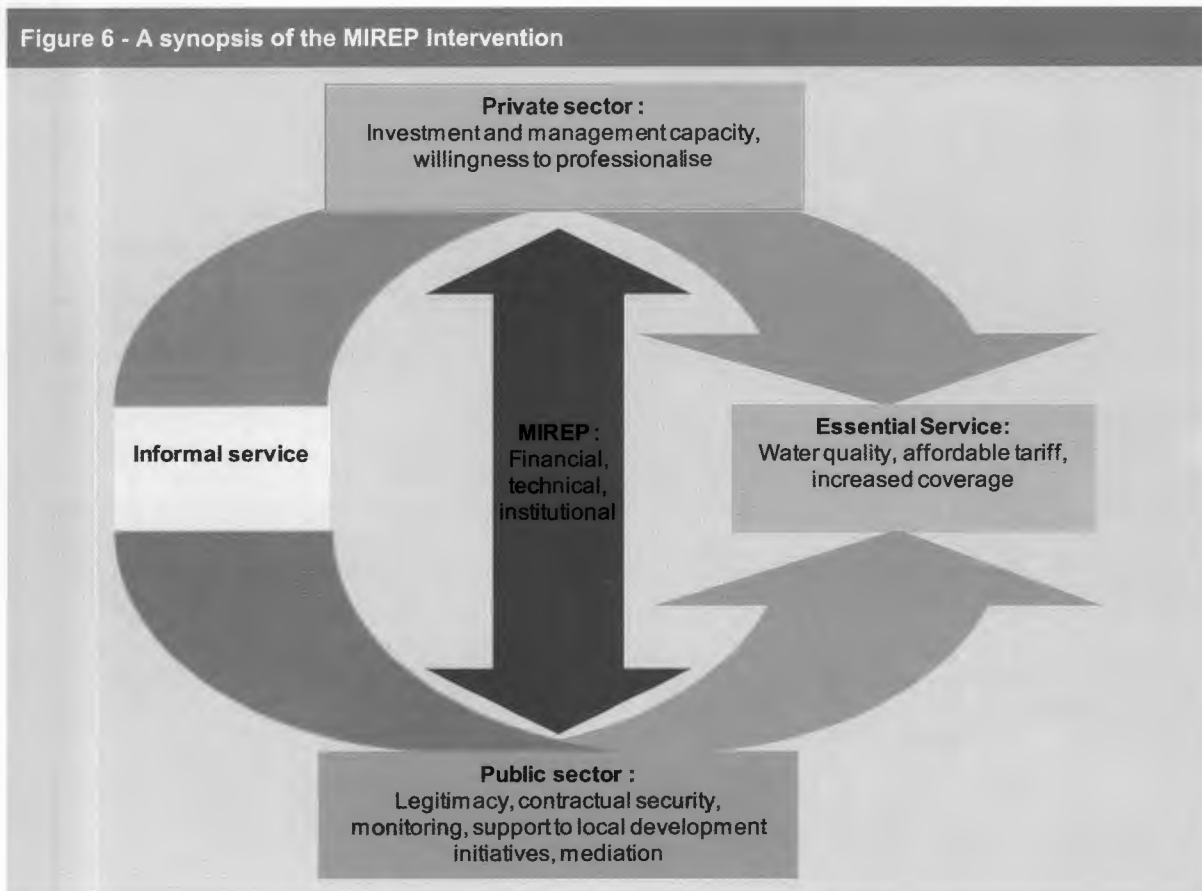 Figure 6 - A synopsis of the MIREP Intervention
Private sector :
Investment and management capacity,
willingness to professionalise
Informal service
MIREP :
Financial,
technical,
institutional
Essential Service:
Water quality, affordable tariff,
increased coverage
Public sector :
Legitimacy, contractual security,
monitoring, support to local development
initiatives, mediation